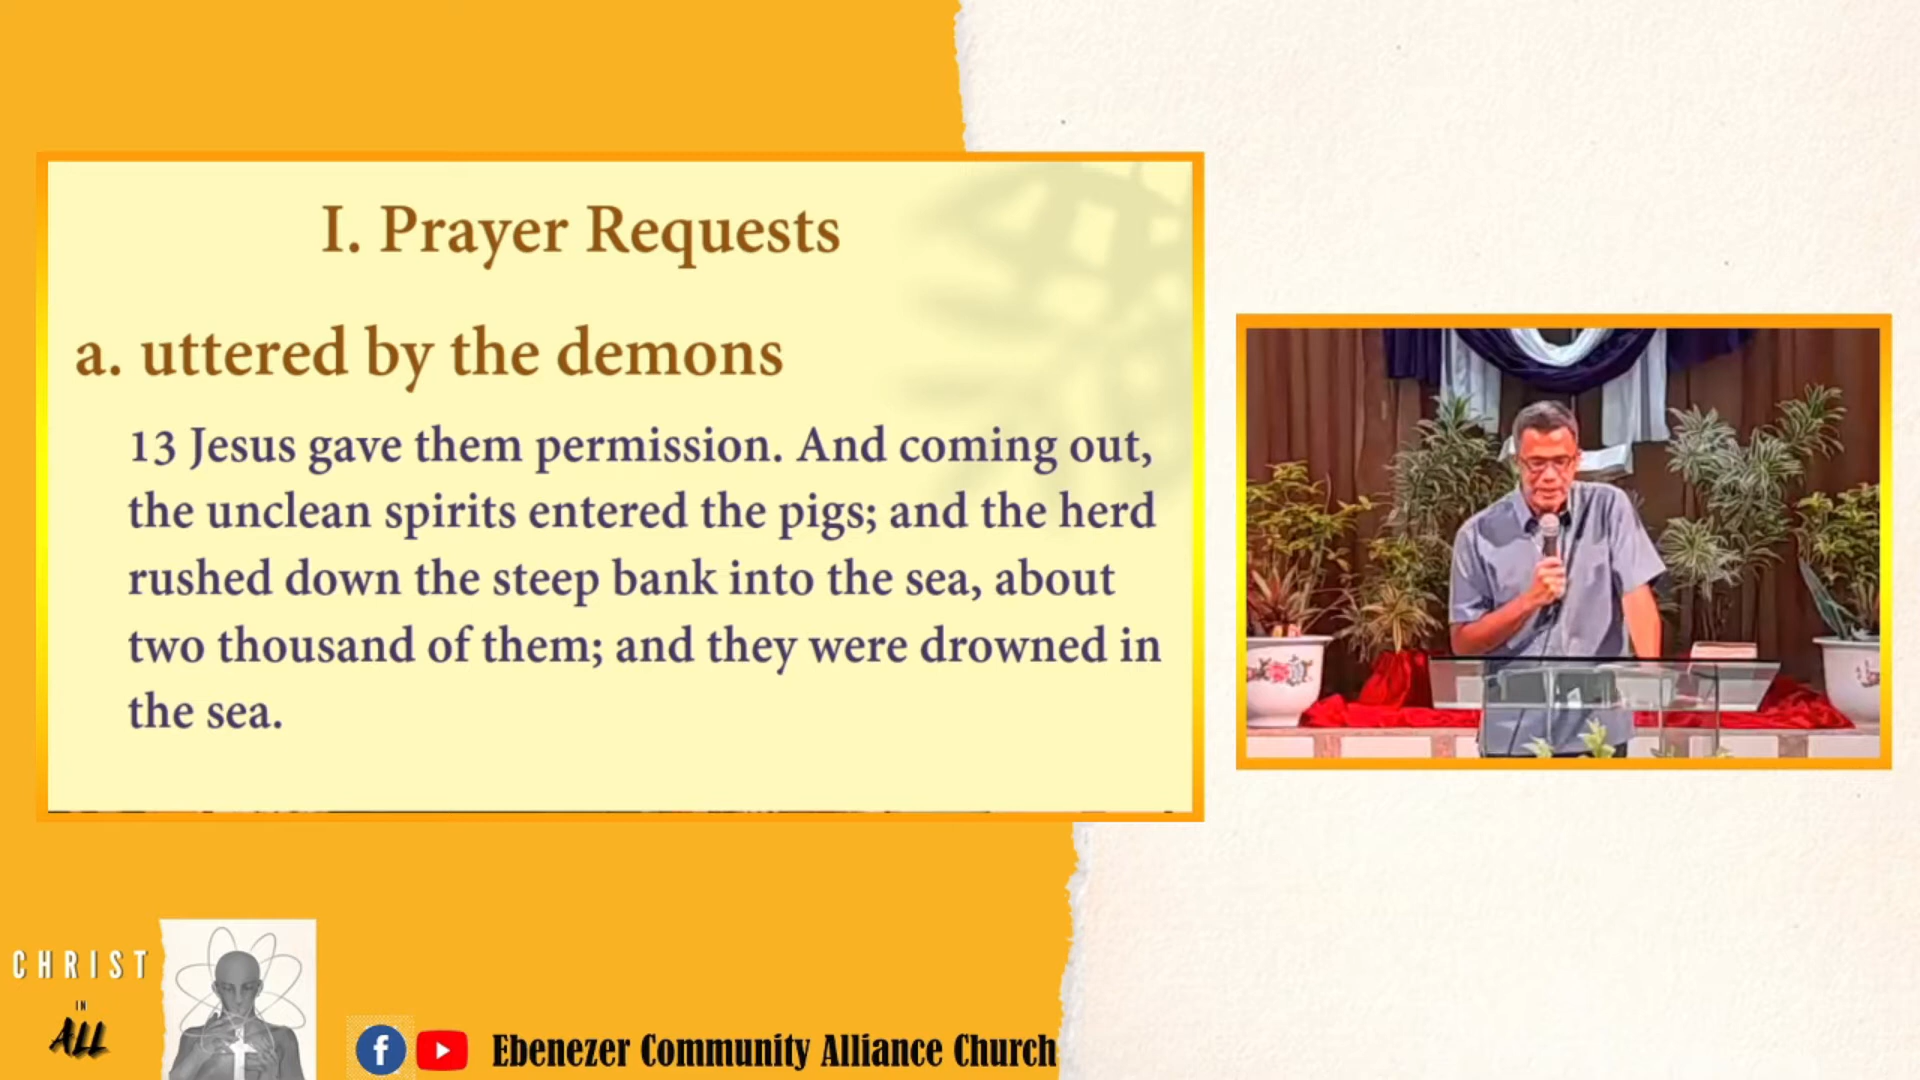 I. Prayer Requests
a. uttered by the demons
13 Jesus gave them permission. And coming out,
the unclean spirits entered the pigs; and the herd
rushed down the steep bank into the sea, about
two thousand of them; and they were drowned in
the sea.
CHRIST
IN
ALL
Ebenezer Community Alliance Church